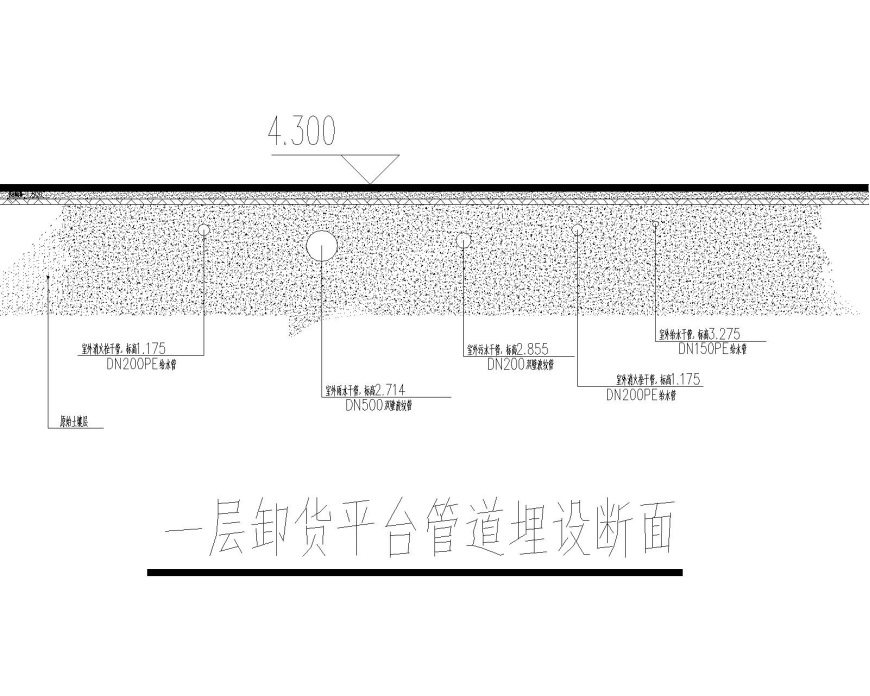 4.300
室外消火栓干管，标高1.175
DN200PE给水管
室外雨水干管，标高2.714
DN500双壁波纹管
室外污水干管，标高2.855
DN200双壁波纹管
室外消火栓干管，标高1.175
DN200PE给水管
室外给水干管，标高3.275
DN150PE给水管
原始土壤层
一层卸货平台管道埋设断面